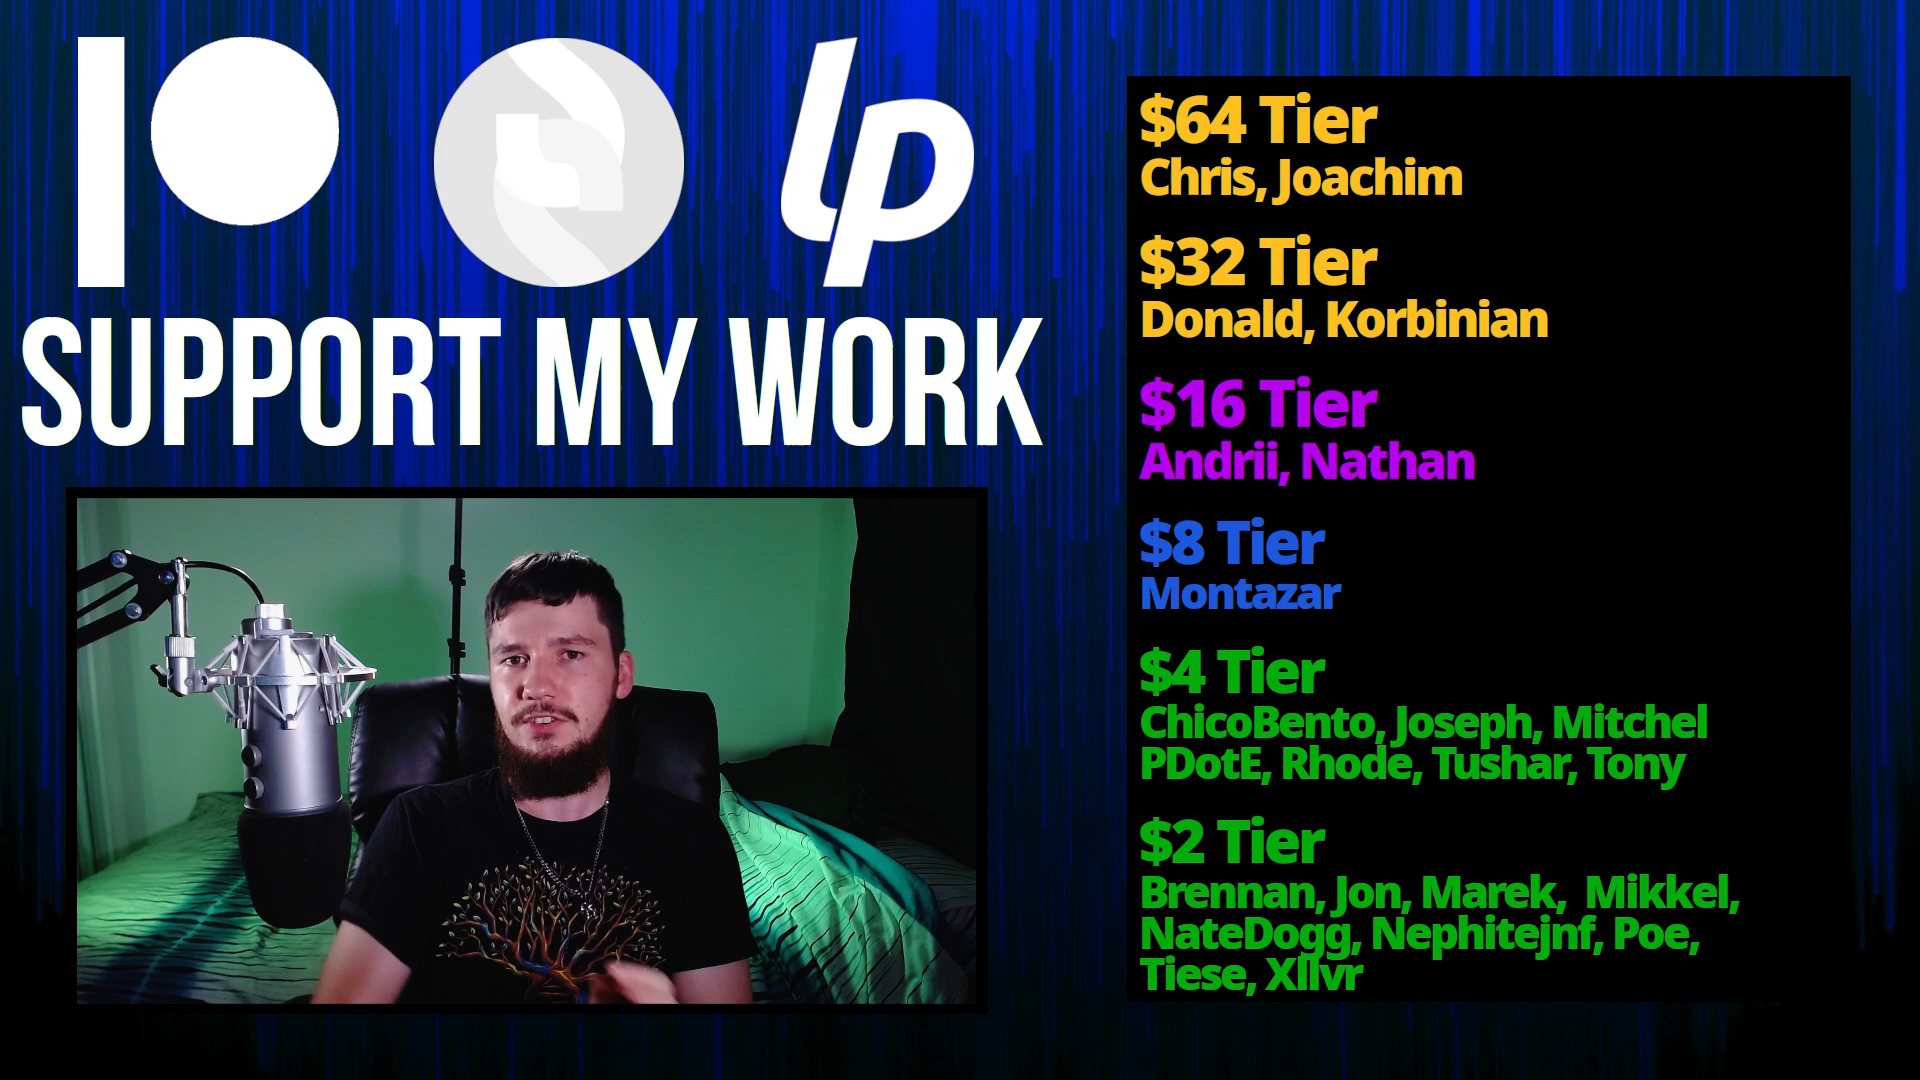 lp
SUPPORT MY WORK
$64 Tier
Chris, Joachim
$32 Tier
Donald, Korbinian
$16 Tier
Andrii, Nathan
$8 Tier
Montazar
$4 Tier
ChicoBento, Joseph, Mitchel
PDotE, Rhode, Tushar, Tony
$2 Tier
Brennan, Jon, Marek, Mikkel,
NateDogg, Nephitejnf, Poe,
Tiese, Xllvr